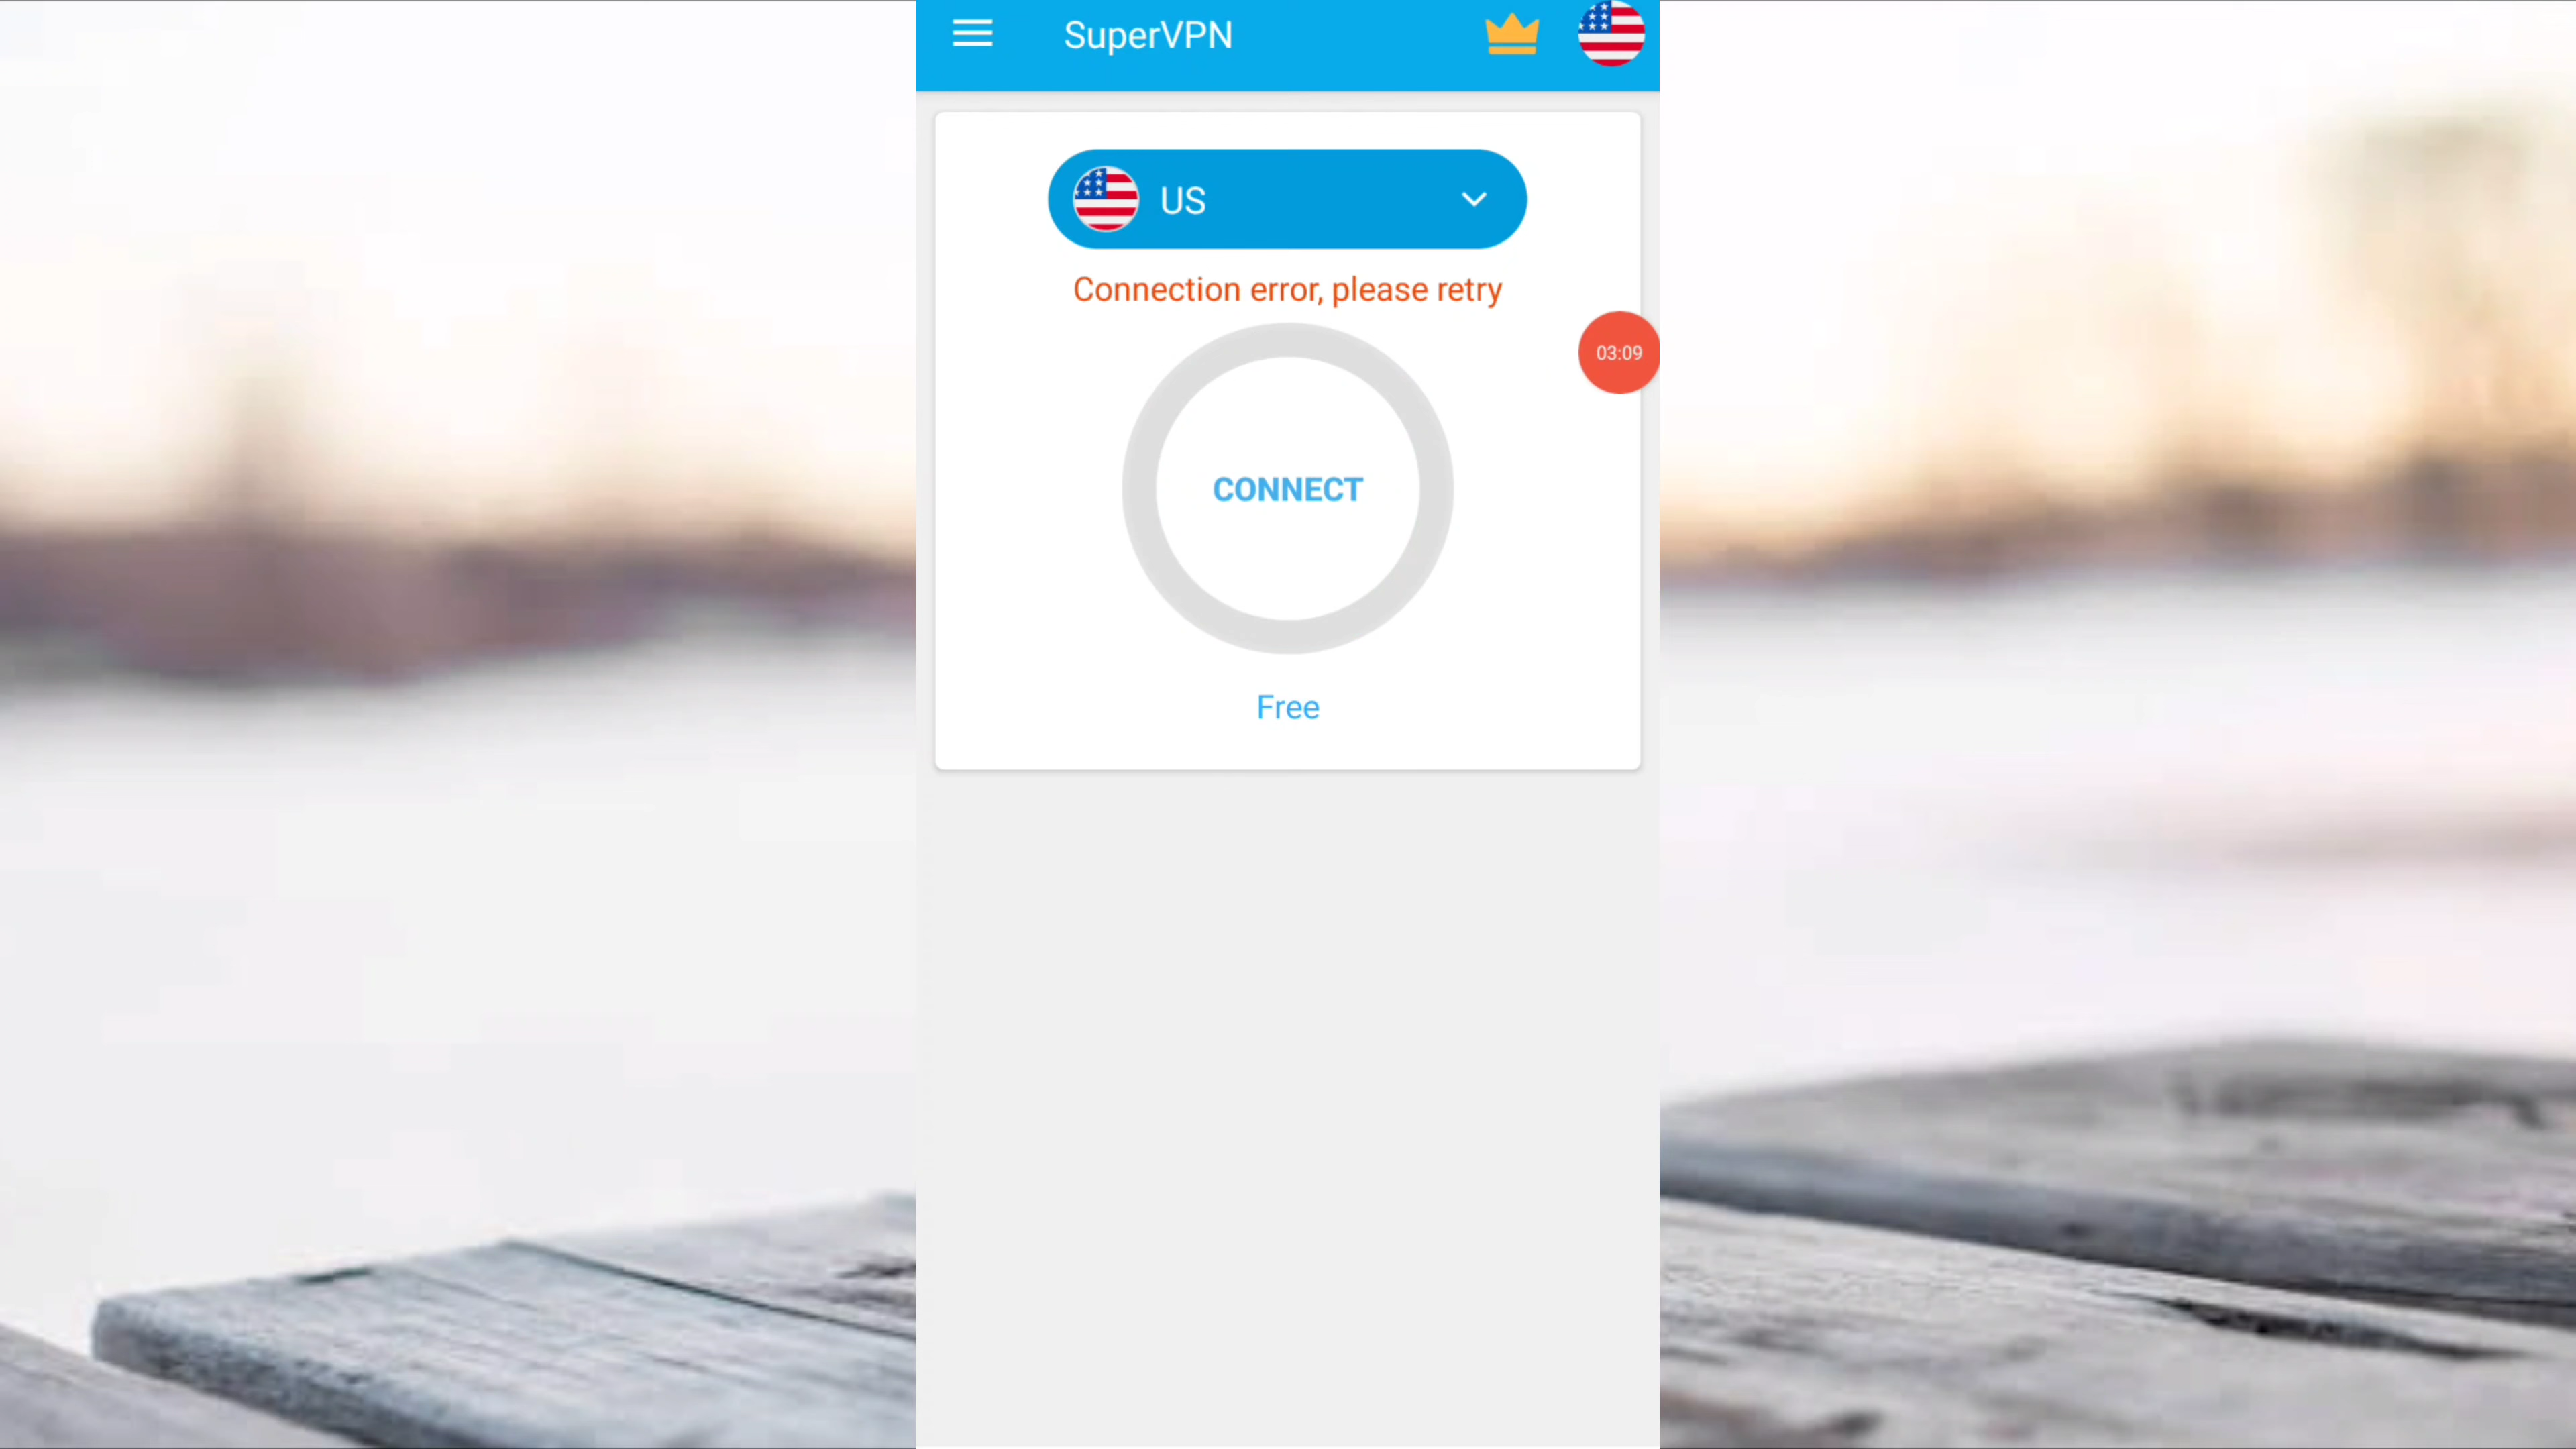 SuperVPN
US
Connection error, please retry
03:09
CONNECT
Free